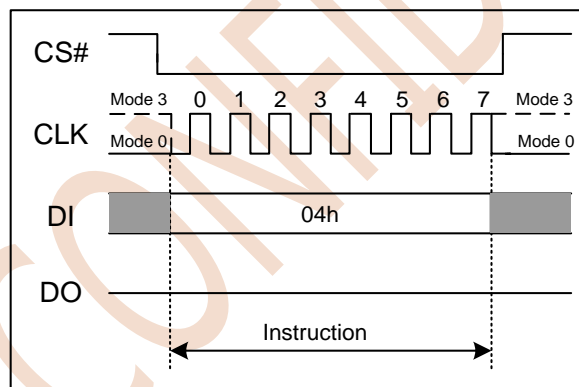 CS#
Mode 3 0 1 2 3 4 5 6 7 Mode 3
CLK
Mode 0 Mode 0
DI 04h
DO
Instruction
CONFID